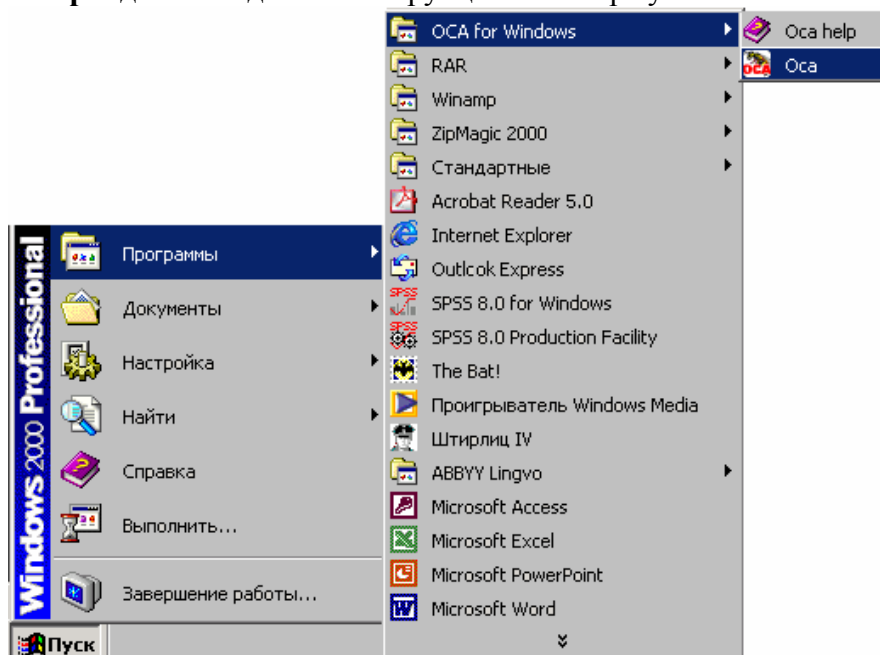 OCA for Windows
RAR
Winamp
ZipMagic 2000
Стандартные
Acrobat Reader 5.0
Internet Explorer
Outlcok Express
SPSS 8.0 for Windows
SPSS 8.0 Production Facility
The Bat!
Проигрыватель Windows Media
Штирлиц IV
ABBYY Lingvo
Microsoft Access
Microsoft Excel
Microsoft PowerPoint
Microsoft Word
Oca help
Oca
Программы
Документы
Настройка
Найти
Справка
Выполнить...
Завершение работы...
Windows 2000 Professional
Пуск